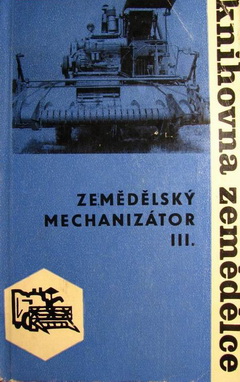 knihovna zemědělce
ZEMĚDĚLSKÝ
MECHANIZÁTOR
III.